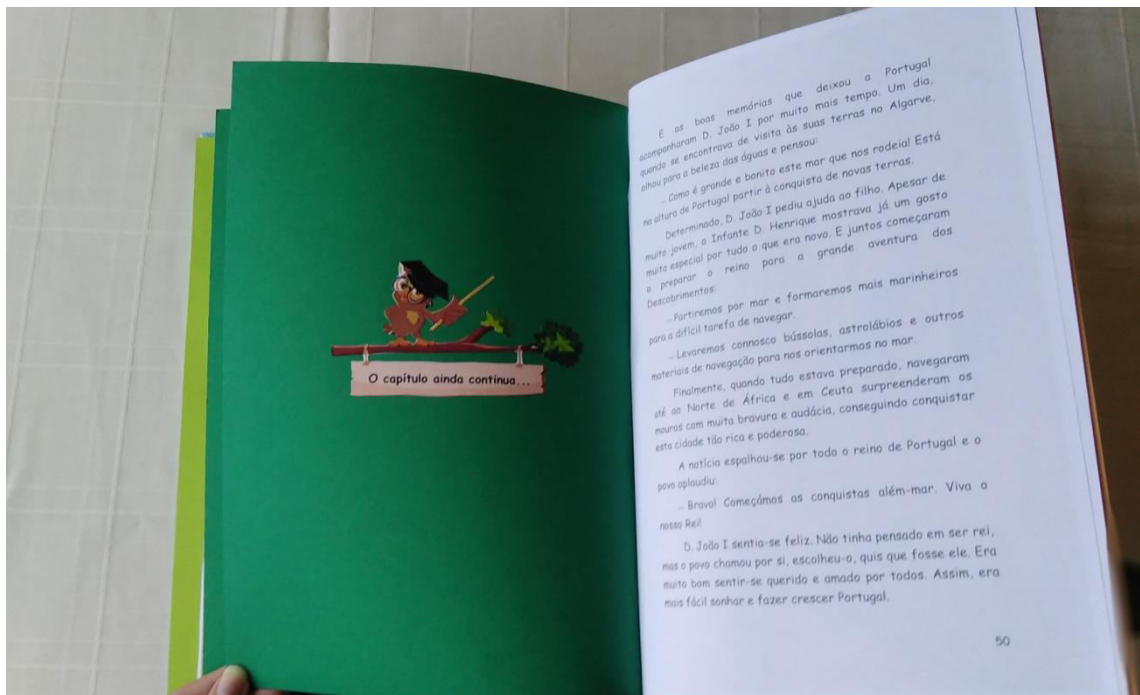 O capítulo ainda continua...
E as boas memórias que deixou a Portugal
acompanharam D. João I por muito mais tempo. Um dia,
quando se encontrava de visita às suas terras no Algarve,
olhou para a beleza das águas e pensou:
– Como é grande e bonito este mar que nos rodeia! Está
na altura de Portugal partir à conquista de novas terras.
Determinado, D. João I pediu ajuda ao filho. Apesar de
muito jovem, o Infante D. Henrique mostrava já um gosto
muito especial por tudo o que era novo. E juntos começaram
a preparar o reino para a grande aventura dos
Descobrimentos:
– Partiremos por mar e formaremos mais marinheiros
para a difícil tarefa de navegar.
– Levaremos connosco bússolas, astrolábios e outros
materiais de navegação para nos orientarmos no mar.
Finalmente, quando tudo estava preparado, navegaram
até ao Norte de África e em Ceuta surpreenderam os
mouros com muita bravura e audácia, conseguindo conquistar
esta cidade tão rica e poderosa.
A notícia espalhou-se por todo o reino de Portugal e o
povo aplaudiu:
– Bravo! Começámos as conquistas além-mar. Viva o
nosso Rei!
D. João I sentia-se feliz. Não tinha pensado em ser rei,
mas o povo chamou por si, escolheu-o, quis que fosse ele. Era
muito bom sentir-se querido e amado por todos. Assim, era
mais fácil sonhar e fazer crescer Portugal.
50